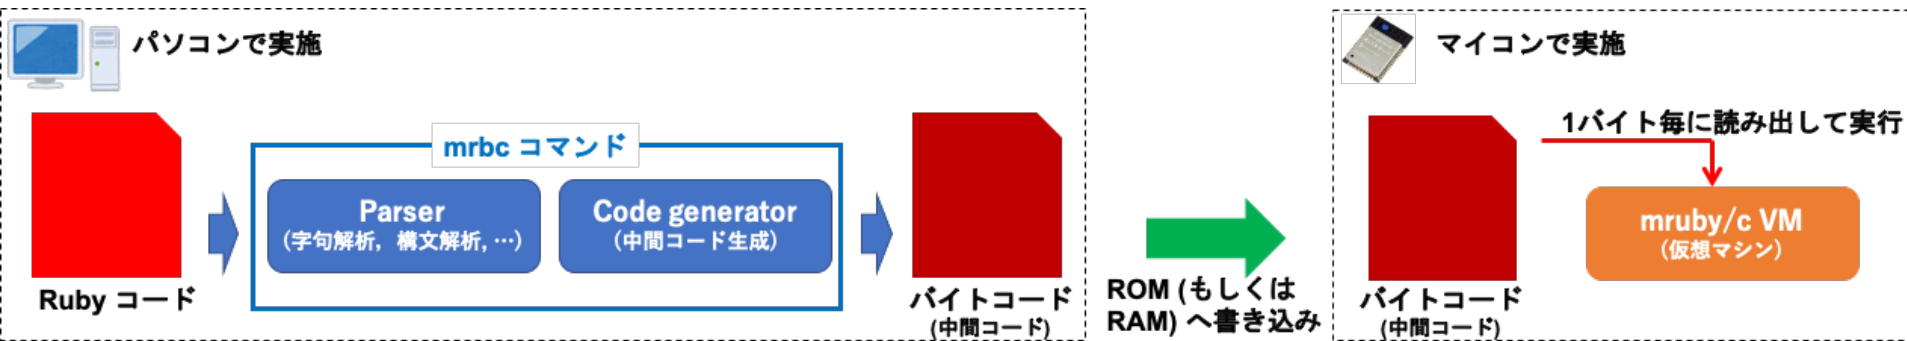 パソコンで実施
Ruby コード
mrbc コマンド
Parser
(字句解析, 構文解析, …)
Code generator
(中間コード生成)
バイトコード
(中間コード)
ROM (もしくは
RAM) へ書き込み
マイコンで実施
バイトコード
(中間コード)
1バイト毎に読み出して実行
mruby/c VM
(仮想マシン)